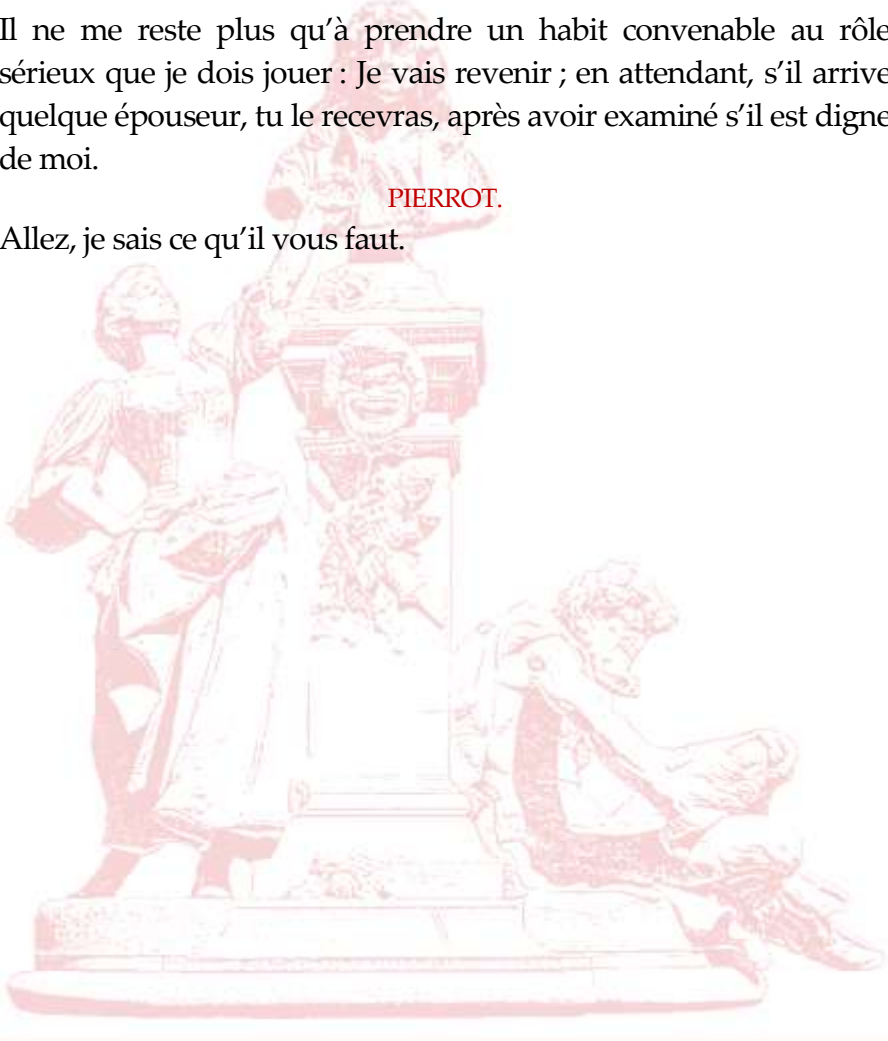 Il ne me reste plus qu’à prendre un habit convenable au rôle
sérieux que je dois jouer : Je vais revenir ; en attendant, s’il arrive
quelque épouseur, tu le recevras, après avoir examiné s’il est digne
de moi.
PIERROT.
Allez, je sais ce qu’il vous faut.